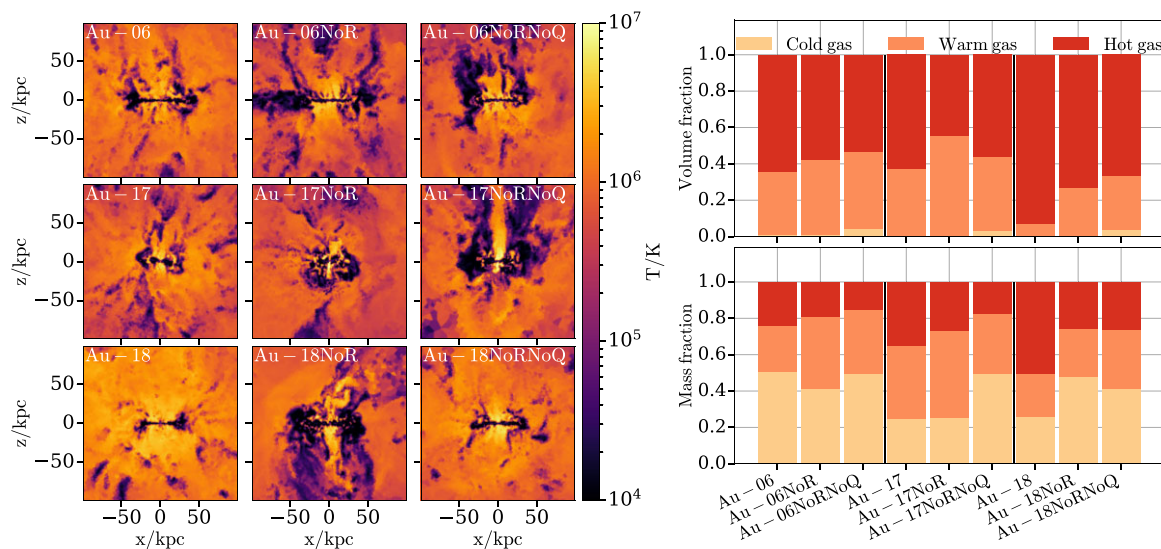 Au − 06
Au − 06NoR
Au − 06NoRNoQ
50
0
−50
z/kpc
Au − 17
Au − 17NoR
Au − 17NoRNoQ
50
0
−50
z/kpc
Au − 18
Au − 18NoR
Au − 18NoRNoQ
50
0
−50
z/kpc
−50 0 50
−50 0 50
−50 0 50
x/kpc
x/kpc
x/kpc
10^7
10^6
10^5
10^4
T/K
Cold gas
Warm gas
Hot gas
1.0
0.8
0.6
0.4
0.2
0.0
Volume fraction
1.0
0.8
0.6
0.4
0.2
0.0
Mass fraction
Au − 06
Au − 06NoR
Au − 06NoRNoQ
Au − 17
Au − 17NoR
Au − 17NoRNoQ
Au − 18
Au − 18NoR
Au − 18NoRNoQ